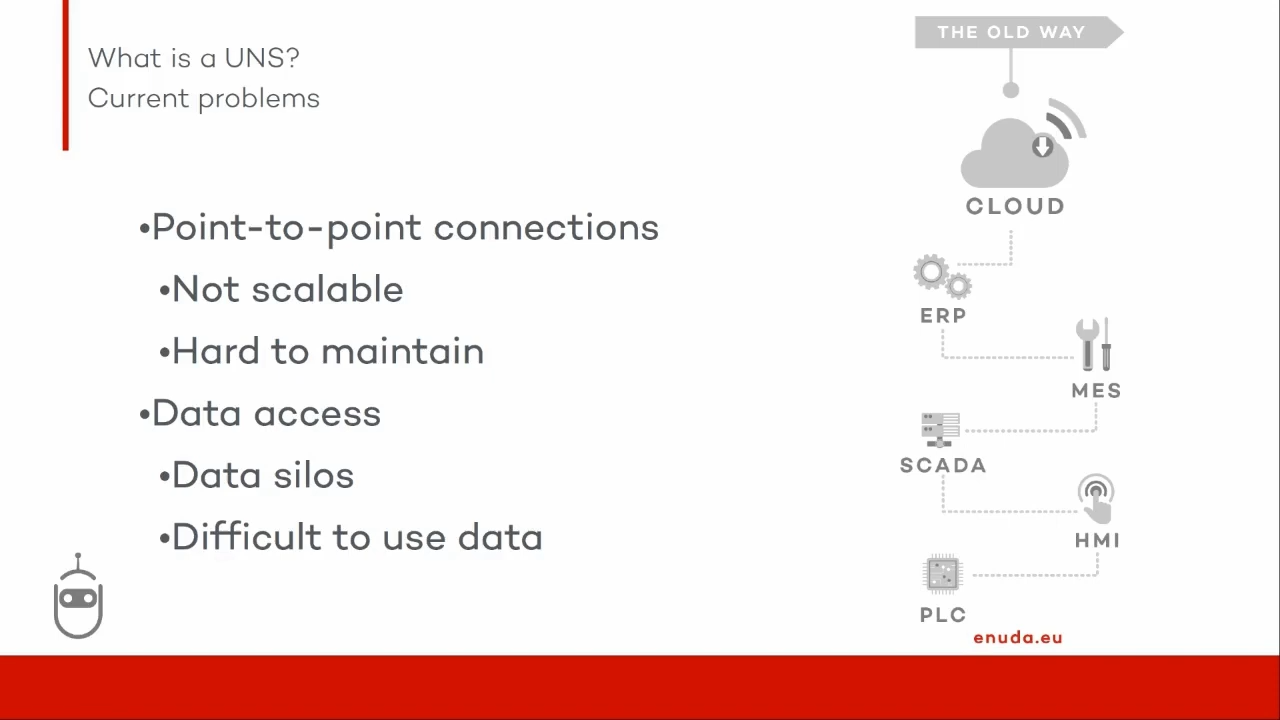 What is a UNS?
Current problems
•Point-to-point connections
•Not scalable
•Hard to maintain
•Data access
•Data silos
•Difficult to use data
THE OLD WAY
CLOUD
ERP
MES
SCADA
HMI
PLC
enuda.eu